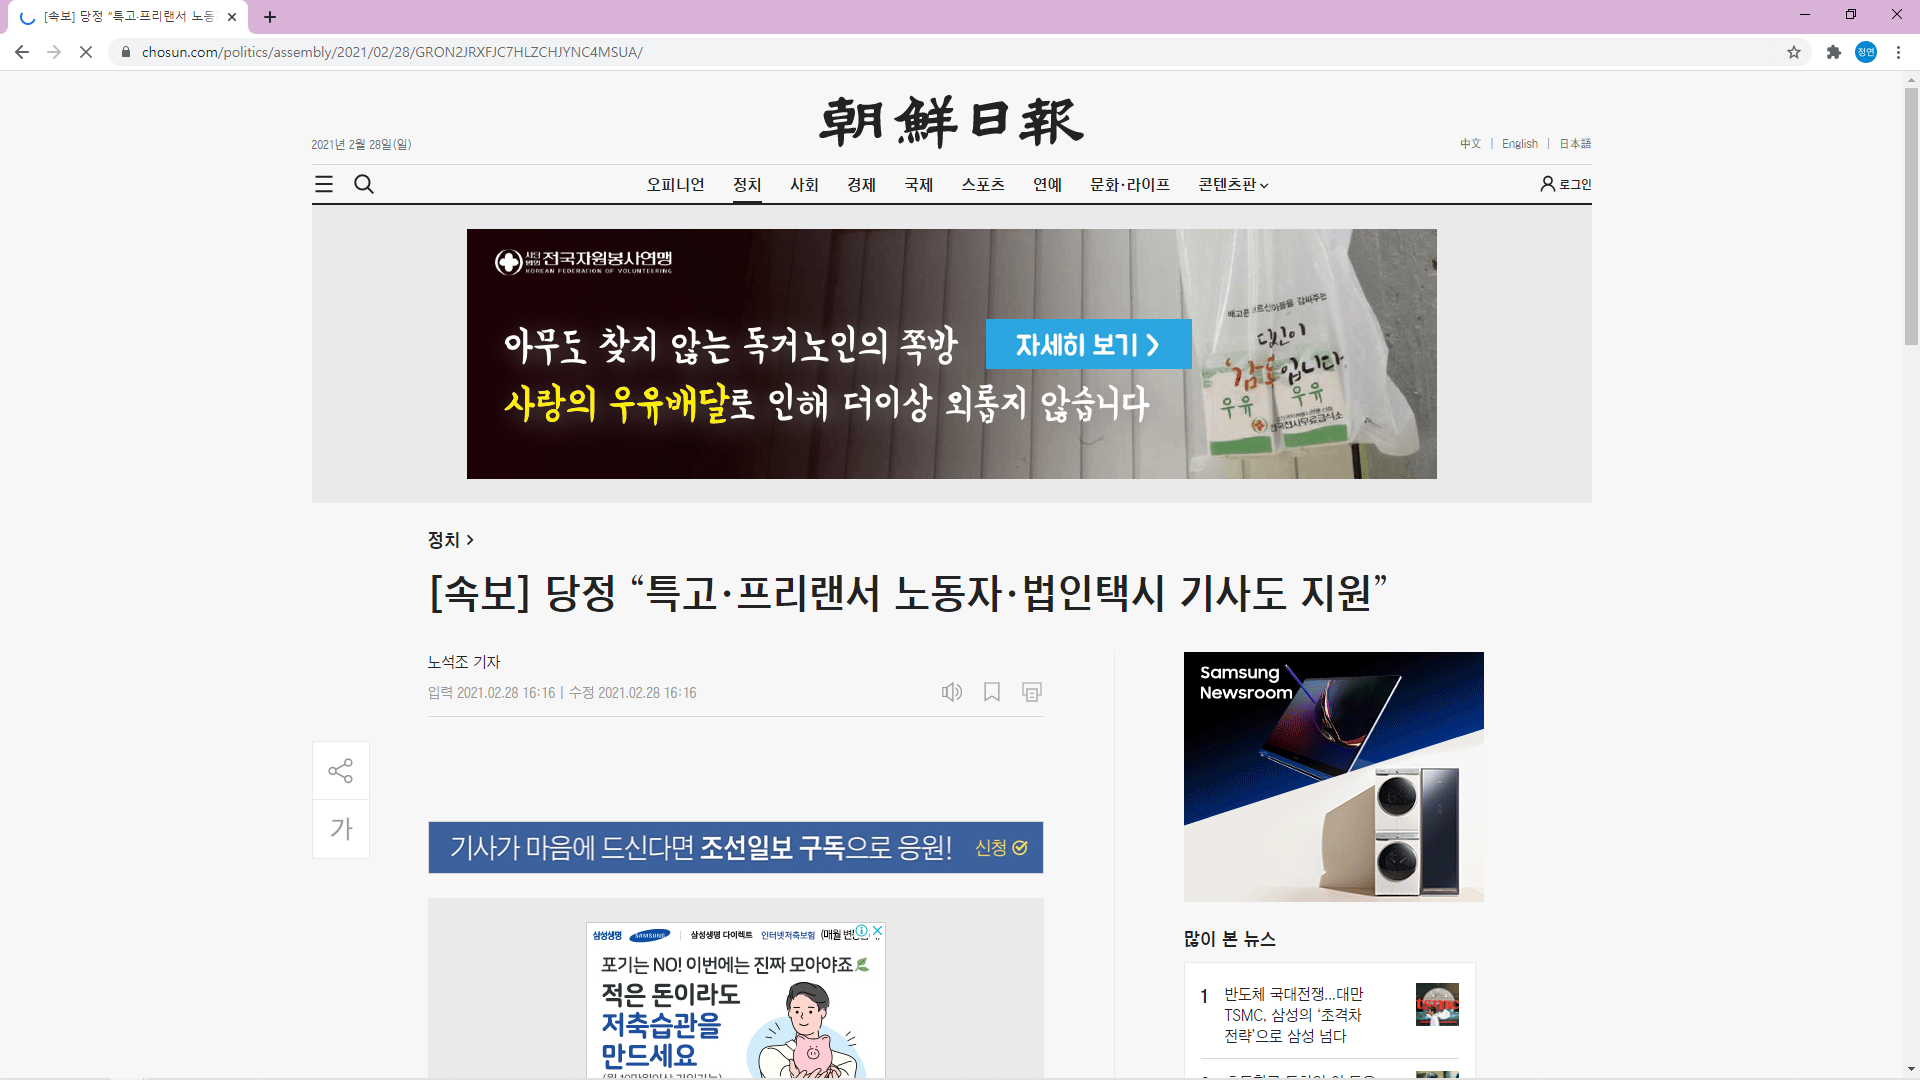 [속보] 당정 “특고·프리랜서 노동
chosun.com/politics/assembly/2021/02/28/GRON2JRXFJC7HLZCHJYNC4MSUA/
정연
朝鮮日報
2021년 2월 28일(일)
中文 | English | 日本語
오피니언 정치 사회 경제 국제 스포츠 연예 문화·라이프 콘텐츠판
로그인
사단법인 전국자원봉사연맹
KOREAN FEDERATION OF VOLUNTEERING
아무도 찾지 않는 독거노인의 쪽방
자세히 보기 >
사랑의 우유배달로 인해 더이상 외롭지 않습니다
당신이
'감동'입니다.
우유 우유
정치 >
[속보] 당정 “특고·프리랜서 노동자·법인택시 기사도 지원”
노석조 기자
입력 2021.02.28 16:16 | 수정 2021.02.28 16:16
가
기사가 마음에 드신다면 조선일보 구독으로 응원! 신청
삼성생명 SAMSUNG | 삼성생명 다이렉트 인터넷저축보험 (매월 변동
포기는 NO! 이번에는 진짜 모아야죠
적은 돈이라도
저축습관을
만드세요
Samsung
Newsroom
많이 본 뉴스
1 반도체 국대전쟁...대만
TSMC, 삼성의 ‘초격차
전략’으로 삼성 넘다